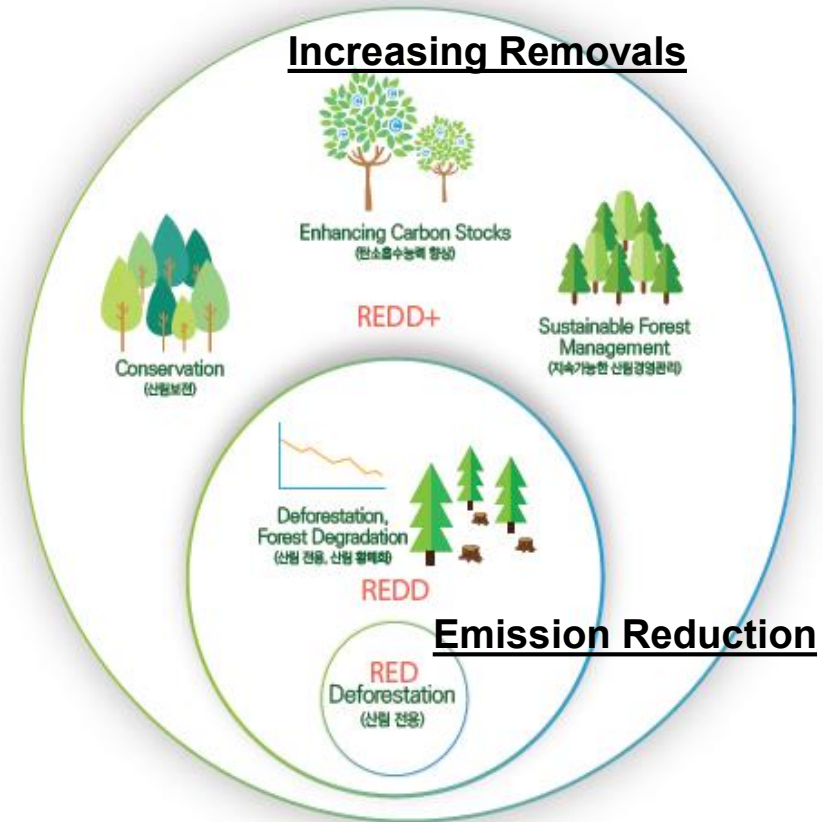 Increasing Removals
Enhancing Carbon Stocks
(탄소흡수능력 향상)
REDD+
Conservation
(산림보전)
Sustainable Forest
Management
(지속가능한 산림경영관리)
Deforestation,
Forest Degradation
(산림 전용, 산림 황폐화)
REDD
Emission Reduction
RED
Deforestation
(산림 전용)